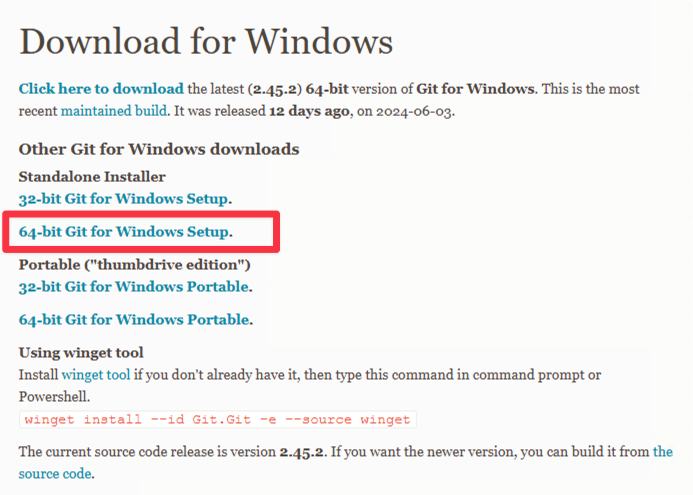 Download for Windows
Click here to download the latest (2.45.2) 64-bit version of Git for Windows. This is the most
recent maintained build. It was released 12 days ago, on 2024-06-03.
Other Git for Windows downloads
Standalone Installer
32-bit Git for Windows Setup.
64-bit Git for Windows Setup.
Portable ("thumbdrive edition")
32-bit Git for Windows Portable.
64-bit Git for Windows Portable.
Using winget tool
Install winget tool if you don't already have it, then type this command in command prompt or
Powershell.
winget install --id Git.Git -e --source winget
The current source code release is version 2.45.2. If you want the newer version, you can build it from the
source code.